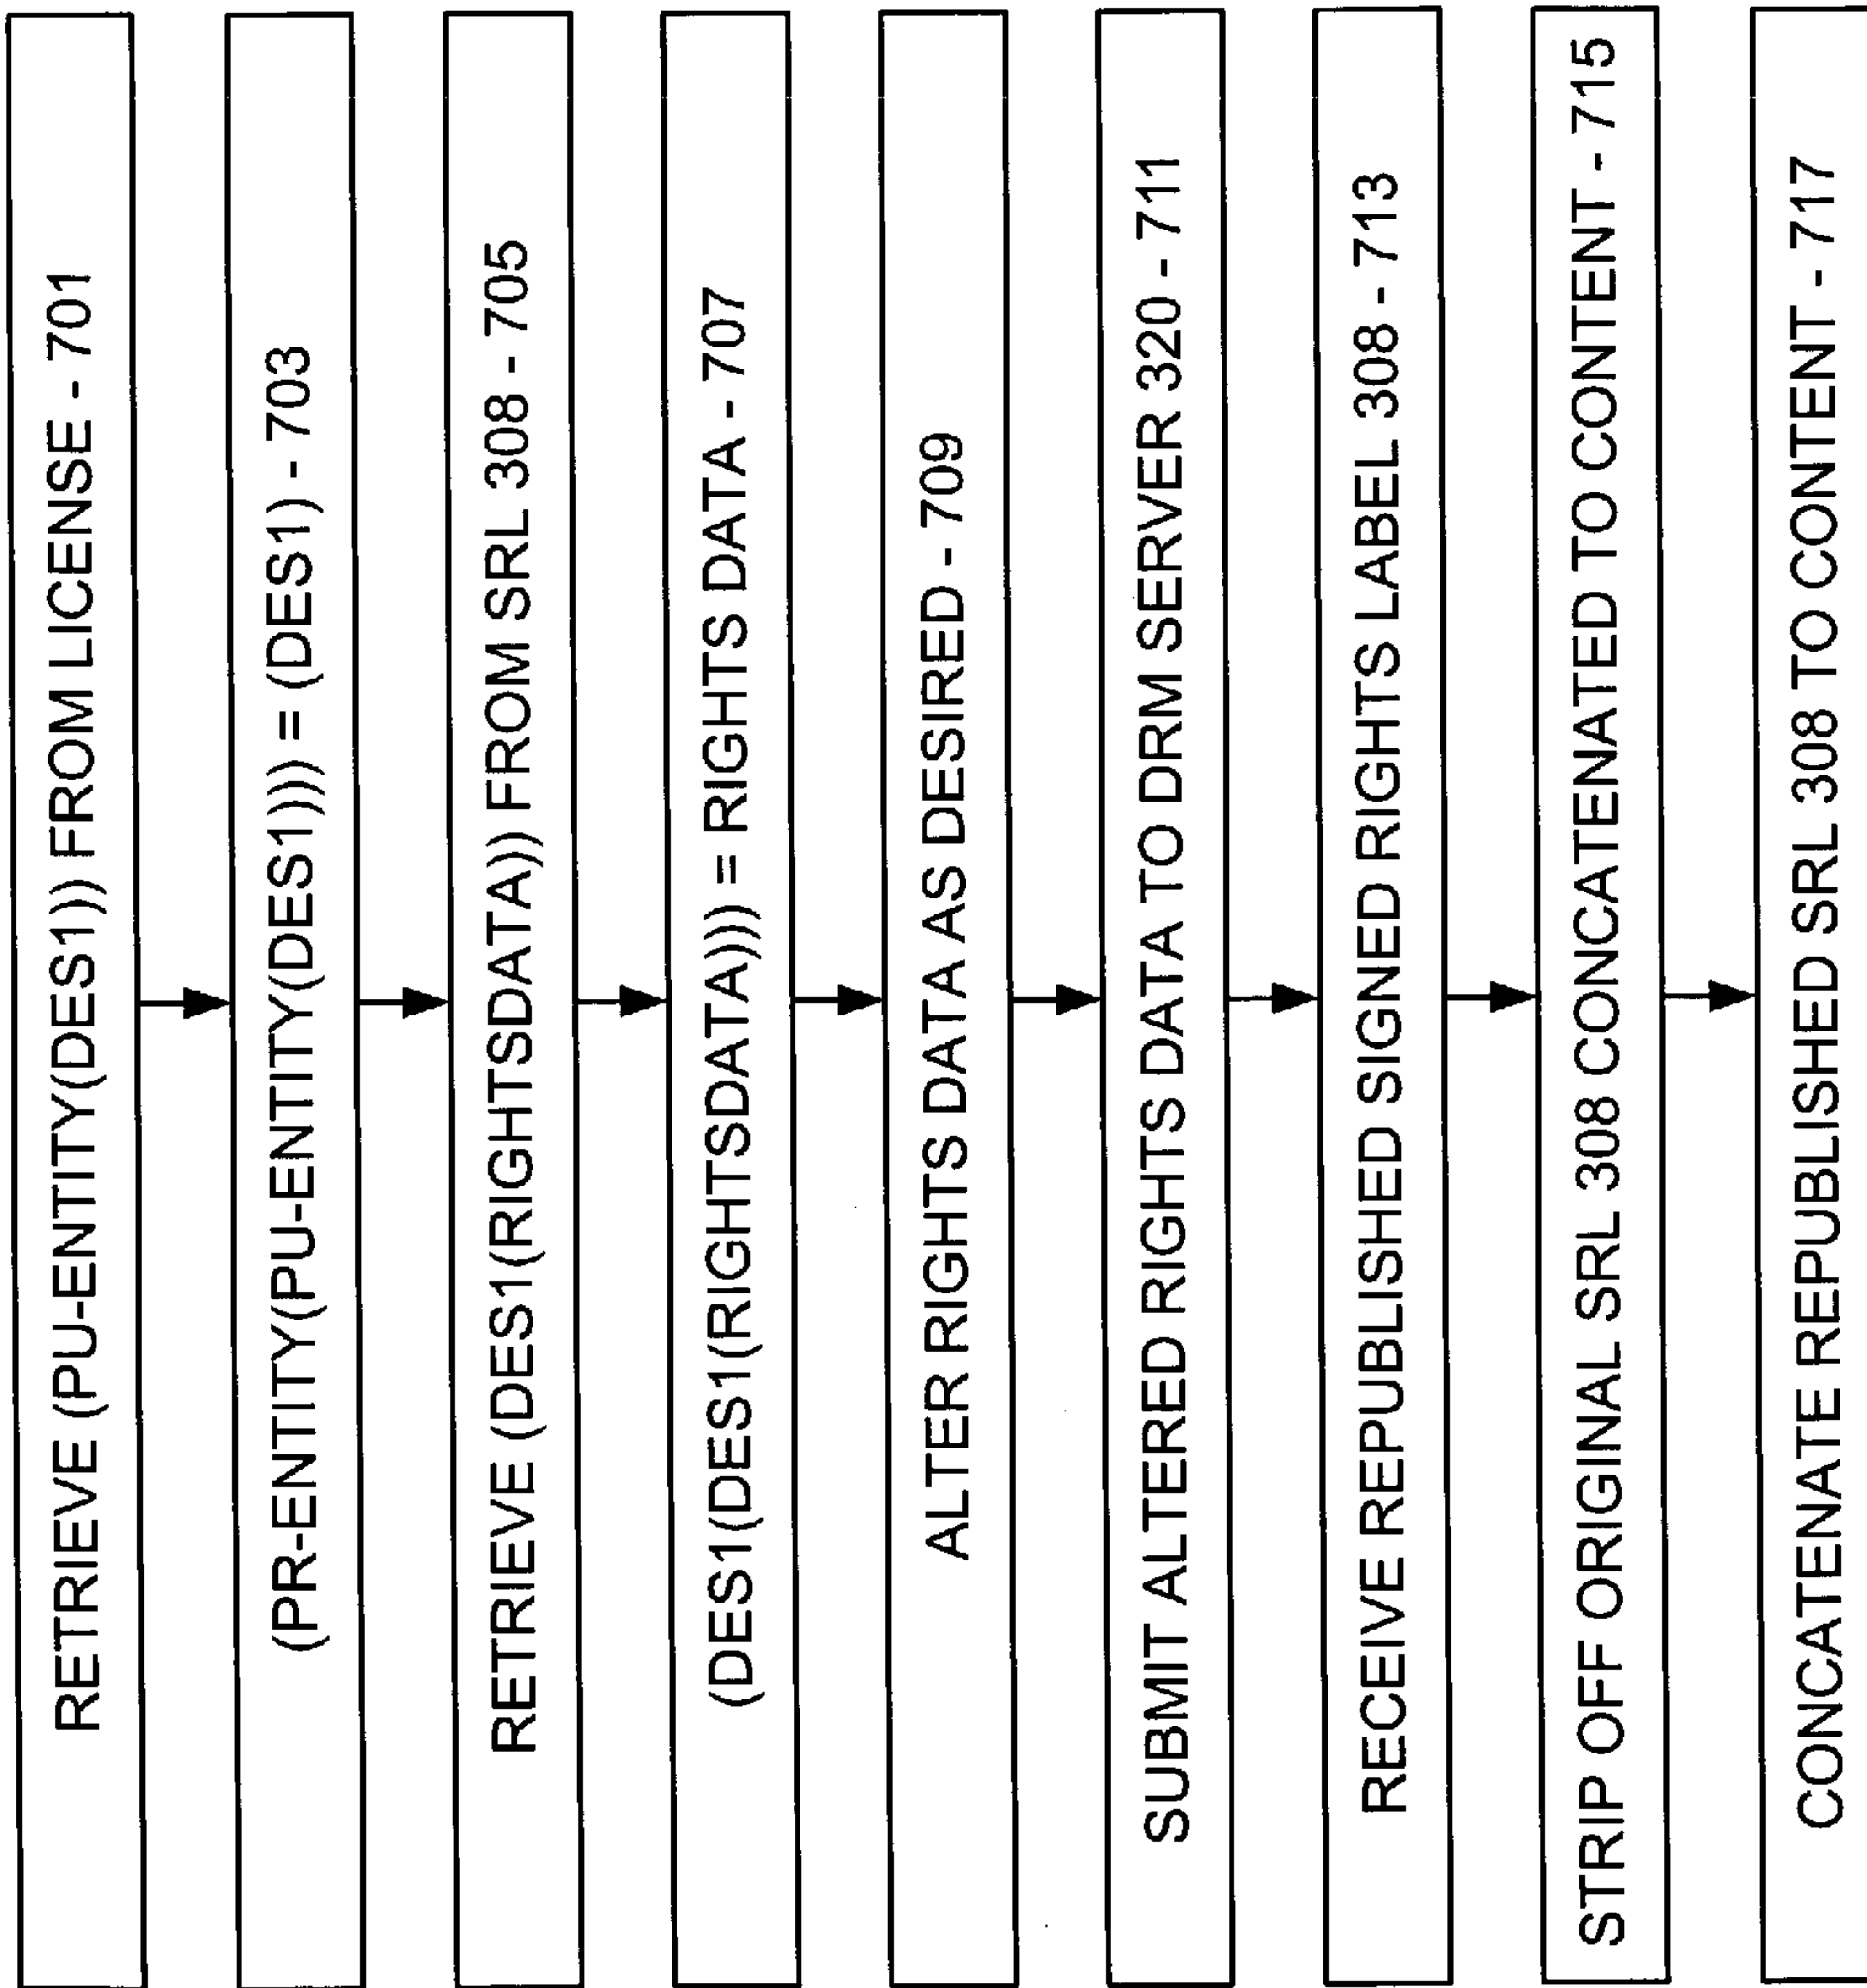 RETRIEVE (PU-ENTITY(DES1)) FROM LICENSE - 701
(PR-ENTITY(PU-ENTITY(DES1))) = (DES1) - 703
RETRIEVE (DES1(RIGHTSDATA)) FROM SRL 308 - 705
(DES1(DES1(RIGHTSDATA))) = RIGHTS DATA - 707
ALTER RIGHTS DATA AS DESIRED - 709
SUBMIT ALTERED RIGHTS DATA TO DRM SERVER 320 - 711
RECEIVE REPUBLISHED SIGNED RIGHTS LABEL 308 - 713
STRIP OFF ORIGINAL SRL 308 CONCATENATED TO CONTENT - 715
CONCATENATE REPUBLISHED SRL 308 TO CONTENT - 717